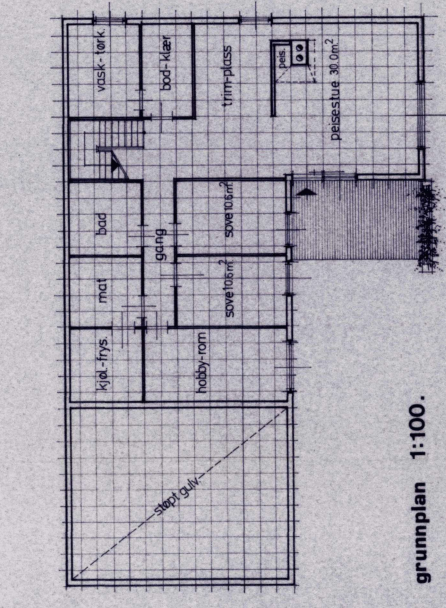 vask-tørk.
bod-klær
trim-plass
peis.
peisestue 30.0m²
bad
gang
sove 10.6m²
mat
sove 10.6m²
kjøl-frys.
hobby-rom
støpt gulv
grunnplan 1:100.